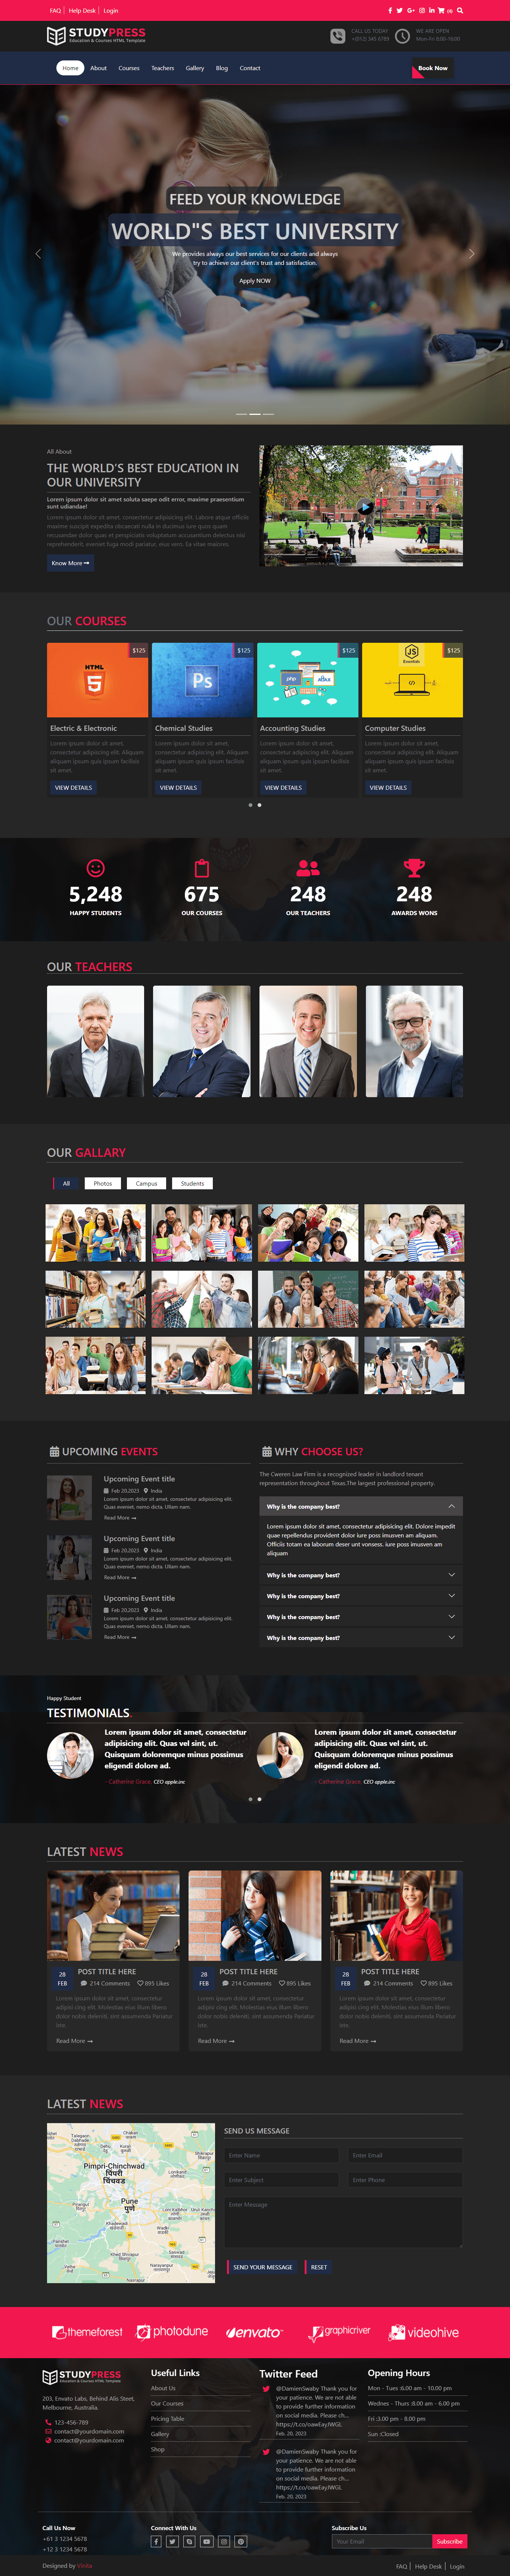 FAQ Help Desk Login
(0)
STUDYPRESS
Education & Courses HTML Template
CALL US TODAY
+(012) 345 6789
WE ARE OPEN
Mon-Fri 8:00-16:00
Home About Courses Teachers Gallery Blog Contact
Book Now
FEED YOUR KNOWLEDGE
WORLD"S BEST UNIVERSITY
We provides always our best services for our clients and always
try to achieve our client's trust and satisfaction.
Apply NOW
All About
THE WORLD'S BEST EDUCATION IN
OUR UNIVERSITY
Lorem ipsum dolor sit amet soluta saepe odit error, maxime praesentium
sunt udiandae!
Lorem ipsum dolor sit amet, consectetur adipisicing elit. Labore atque officiis
maxime suscipit expedita obcaecati nulla in ducimus iure quos quam
recusandae dolor quas et perspiciatis voluptatum accusantium delectus nisi
reprehenderit, eveniet fuga modi pariatur, eius vero. Ea vitae maiores.
Know More
OUR COURSES
$125
$125
$125
$125
HTML
5
Ps
php
JS
Essentials
Electric & Electronic
Lorem ipsum dolor sit amet,
consectetur adipisicing elit. Aliquam
aliquam ipsum quis ipsum facilisis
sit amet.
VIEW DETAILS
Chemical Studies
Lorem ipsum dolor sit amet,
consectetur adipisicing elit. Aliquam
aliquam ipsum quis ipsum facilisis
sit amet.
VIEW DETAILS
Accounting Studies
Lorem ipsum dolor sit amet,
consectetur adipisicing elit. Aliquam
aliquam ipsum quis ipsum facilisis
sit amet.
VIEW DETAILS
Computer Studies
Lorem ipsum dolor sit amet,
consectetur adipisicing elit. Aliquam
aliquam ipsum quis ipsum facilisis
sit amet.
VIEW DETAILS
5,248
HAPPY STUDENTS
675
OUR COURSES
248
OUR TEACHERS
248
AWARDS WONS
OUR TEACHERS
OUR GALLARY
All Photos Campus Students
UPCOMING EVENTS
Upcoming Event title
Feb 20,2023 India
Lorem ipsum dolor sit amet, consectetur adipisicing elit.
Quas eveniet, nemo dicta. Ullam nam.
Read More
Upcoming Event title
Feb 20,2023 India
Lorem ipsum dolor sit amet, consectetur adipisicing elit.
Quas eveniet, nemo dicta. Ullam nam.
Read More
Upcoming Event title
Feb 20,2023 India
Lorem ipsum dolor sit amet, consectetur adipisicing elit.
Quas eveniet, nemo dicta. Ullam nam.
Read More
WHY CHOOSE US?
The Cweren Law Firm is a recognized leader in landlord tenant
representation throughout Texas.The largest professional property.
Why is the company best?
Lorem ipsum dolor sit amet, consectetur adipisicing elit. Dolore impedit
quae repellendus provident dolor iure poss imusven am aliquam.
Officiis totam ea laborum deser unt vonsess. iure poss imusven am
aliquam
Why is the company best?
Why is the company best?
Why is the company best?
Why is the company best?
Happy Student
TESTIMONIALS.
Lorem ipsum dolor sit amet, consectetur
adipisicing elit. Quas vel sint, ut.
Quisquam doloremque minus possimus
eligendi dolore ad.
- Catherine Grace, CEO apple.inc
Lorem ipsum dolor sit amet, consectetur
adipisicing elit. Quas vel sint, ut.
Quisquam doloremque minus possimus
eligendi dolore ad.
- Catherine Grace, CEO apple.inc
LATEST NEWS
28
FEB
POST TITLE HERE
214 Comments 895 Likes
Lorem ipsum dolor sit amet, consectetur
adipisi cing elit. Molestias eius illum libero
dolor nobis deleniti, sint assumenda Pariatur
iste.
Read More
28
FEB
POST TITLE HERE
214 Comments 895 Likes
Lorem ipsum dolor sit amet, consectetur
adipisi cing elit. Molestias eius illum libero
dolor nobis deleniti, sint assumenda Pariatur
iste.
Read More
28
FEB
POST TITLE HERE
214 Comments 895 Likes
Lorem ipsum dolor sit amet, consectetur
adipisi cing elit. Molestias eius illum libero
dolor nobis deleniti, sint assumenda Pariatur
iste.
Read More
LATEST NEWS
Pimpri-Chinchwad
पिंपरी
चिंचवड
Pune
पुणे
SEND US MESSAGE
Enter Name
Enter Email
Enter Subject
Enter Phone
Enter Message
SEND YOUR MESSAGE
RESET
themeforest photodune envato graphicriver videohive
STUDYPRESS
Education & Courses HTML Template
203, Envato Labs, Behind Alis Steet,
Melbourne, Australia.
123-456-789
contact@yourdomain.com
contact@yourdomain.com
Useful Links
About Us
Our Courses
Pricing Table
Gallery
Shop
Twitter Feed
@DamienSwaby Thank you for
your patience. We are not able
to provide further information
on social media. Please ch...
https://t.co/oawEayJWGL
Feb. 20, 2023
@DamienSwaby Thank you for
your patience. We are not able
to provide further information
on social media. Please ch...
https://t.co/oawEayJWGL
Feb. 20, 2023
Opening Hours
Mon - Tues :6.00 am - 10.00 pm
Wednes - Thurs :8.00 am - 6.00 pm
Fri :3.00 pm - 8.00 pm
Sun :Closed
Call Us Now
+61 3 1234 5678
+12 3 1234 5678
Connect With Us
Subscribe Us
Your Email
Subscribe
Designed by Vinita
FAQ Help Desk Login